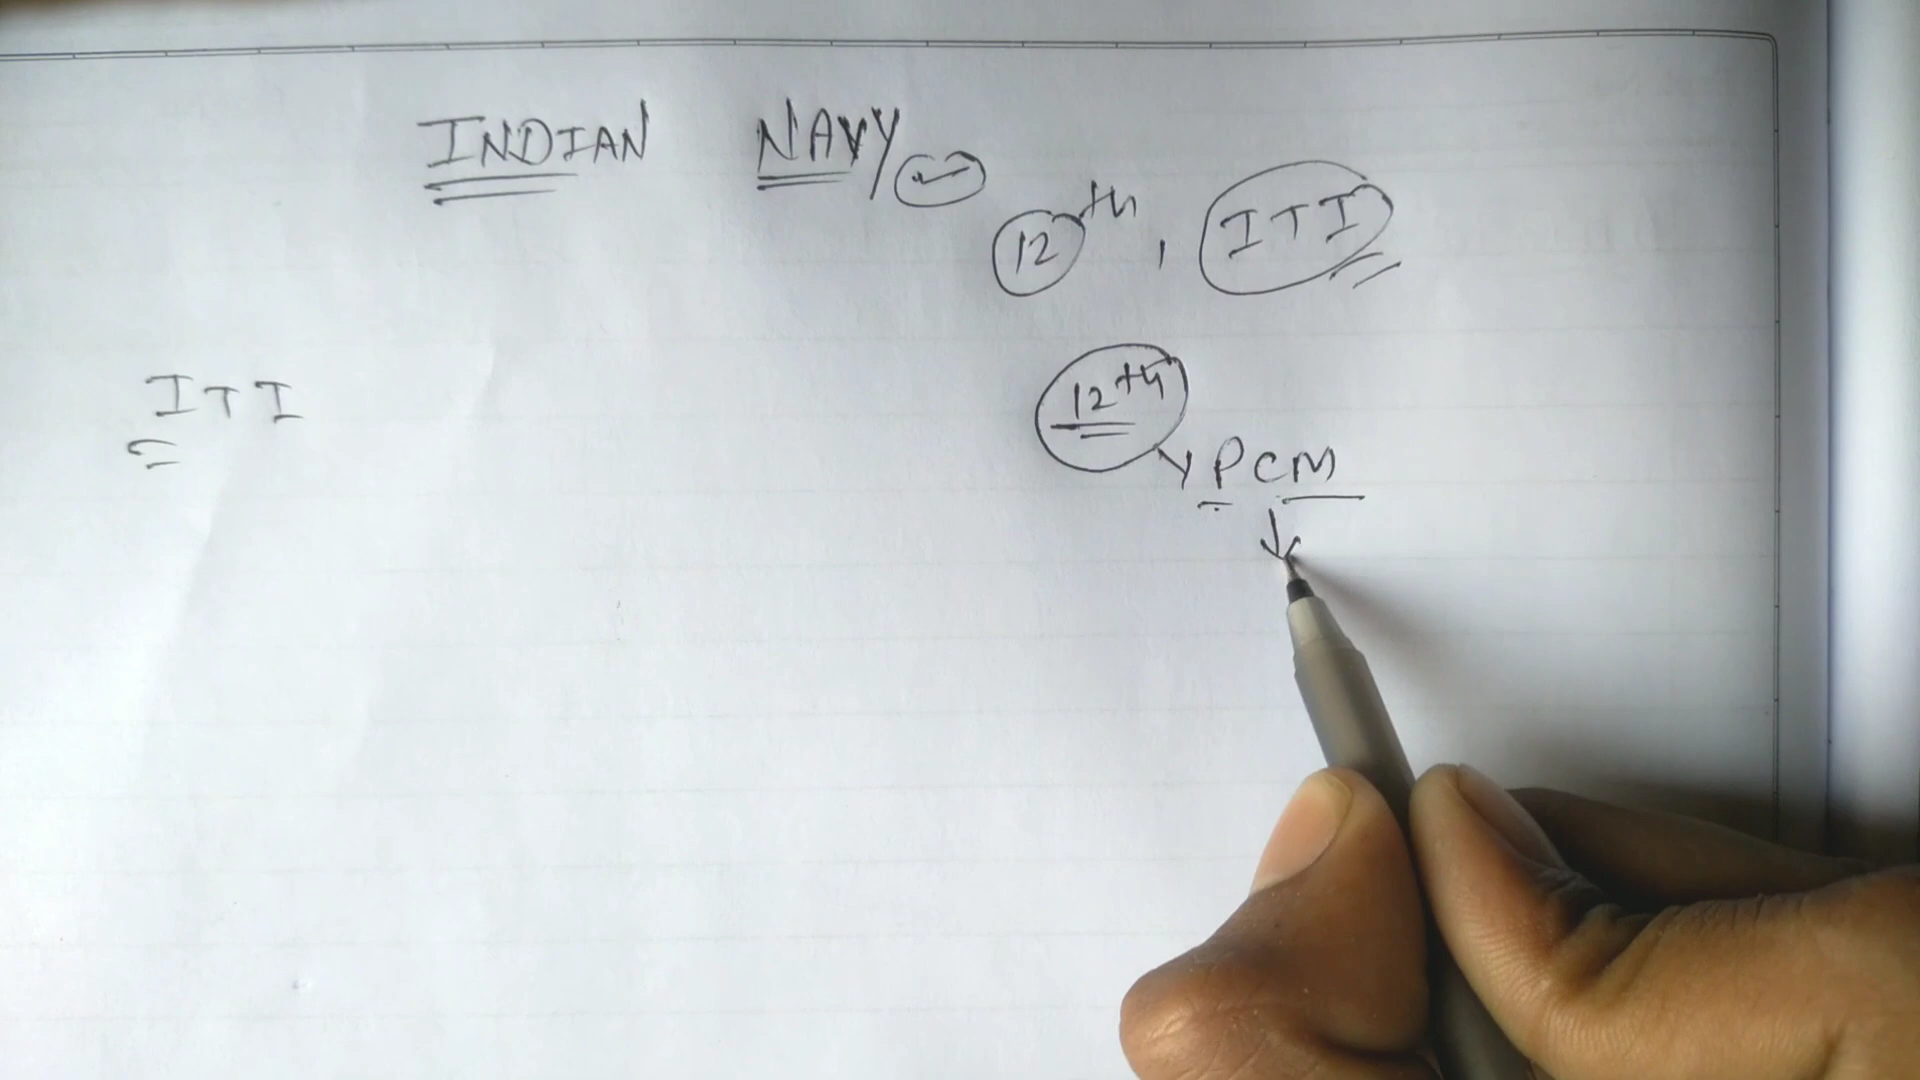 INDIAN NAVY
12th, ITI
ITI
12th
PCM